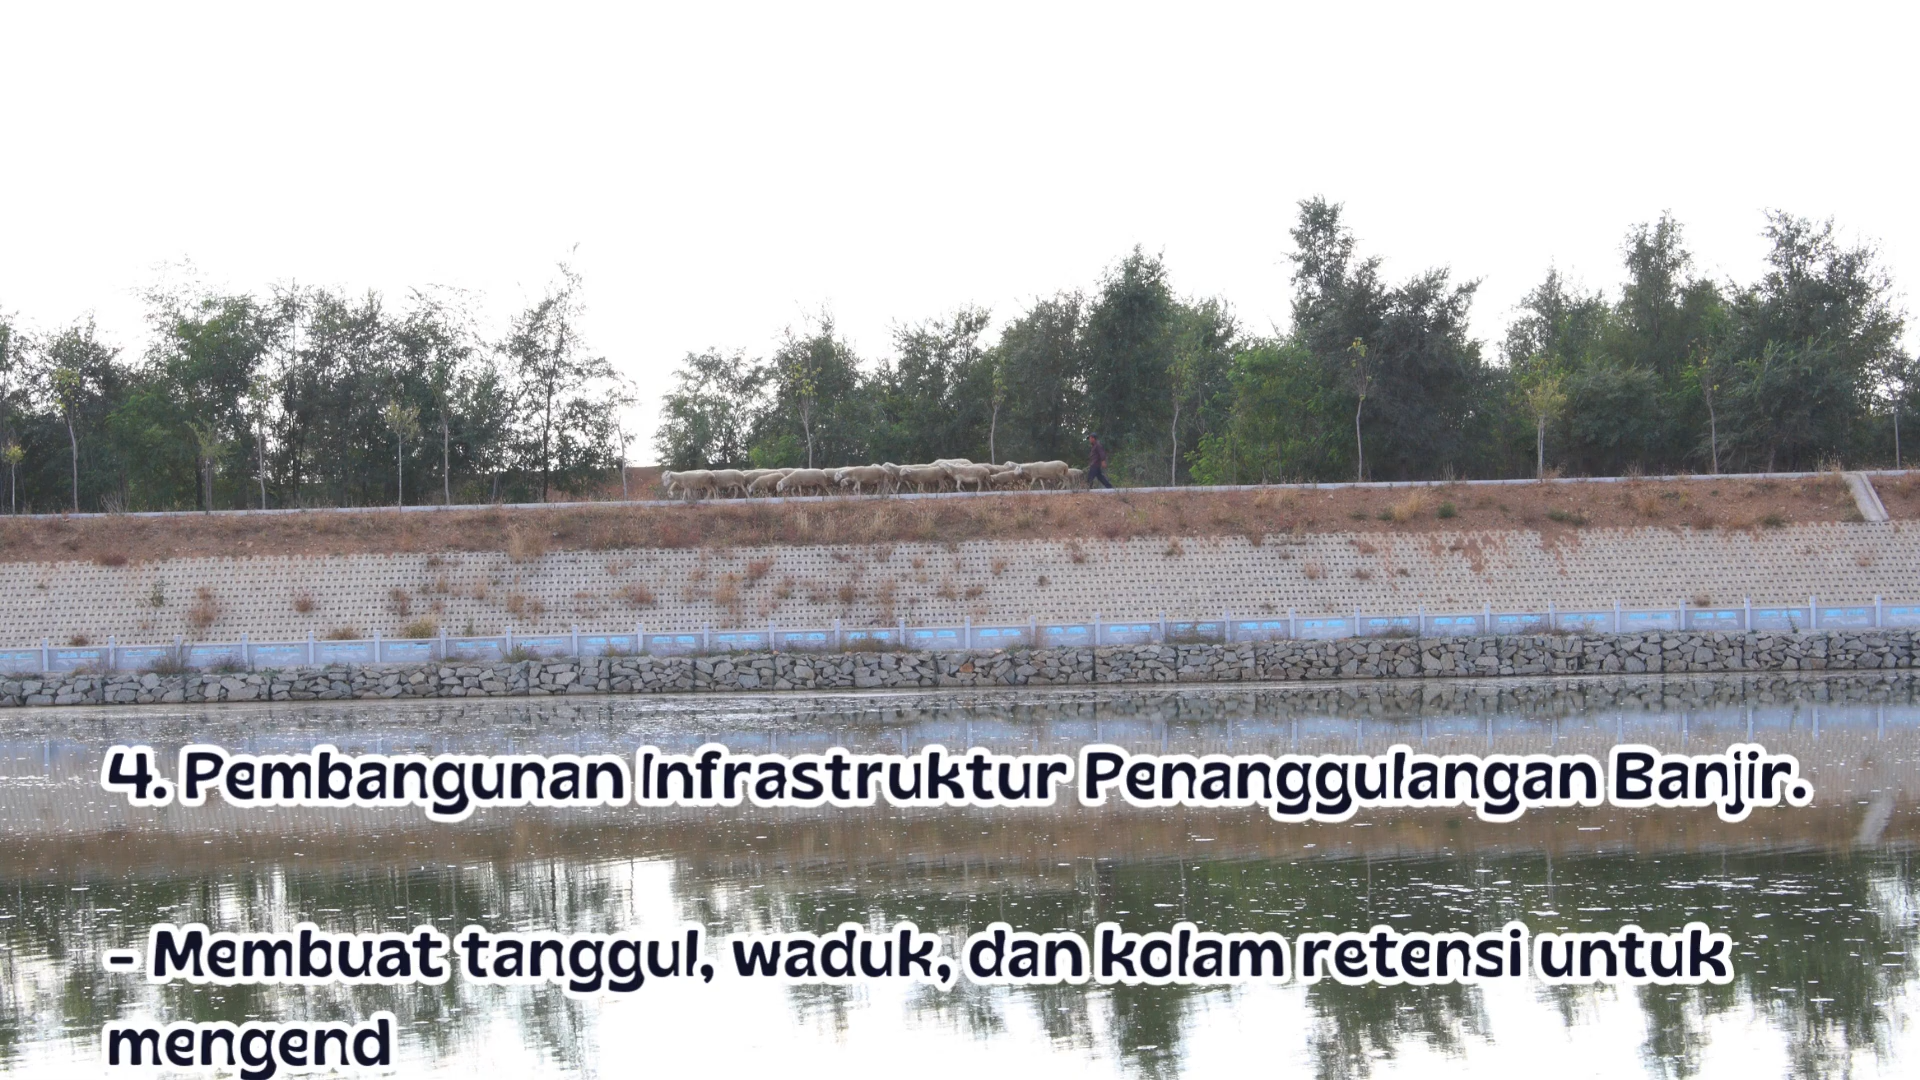 4. Pembangunan Infrastruktur Penanggulangan Banjir.
- Membuat tanggul, waduk, dan kolam retensi untuk
mengend